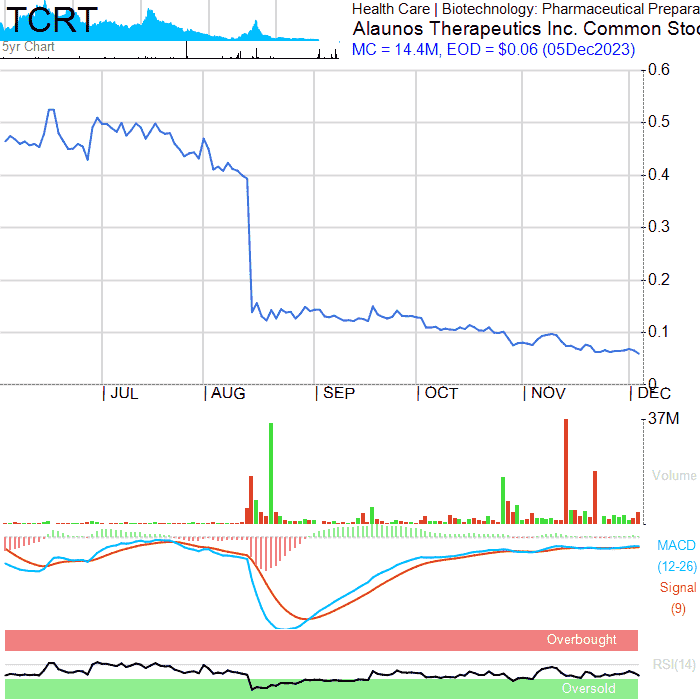 TCRT
5yr Chart
Health Care | Biotechnology: Pharmaceutical Prepara
Alaunos Therapeutics Inc. Common Stoc
MC = 14.4M, EOD = $0.06 (05Dec2023)
0.6
0.5
0.4
0.3
0.2
0.1
0
JUL AUG SEP OCT NOV DEC
37M
Volume
MACD
(12-26)
Signal
(9)
Overbought
RSI(14)
Oversold